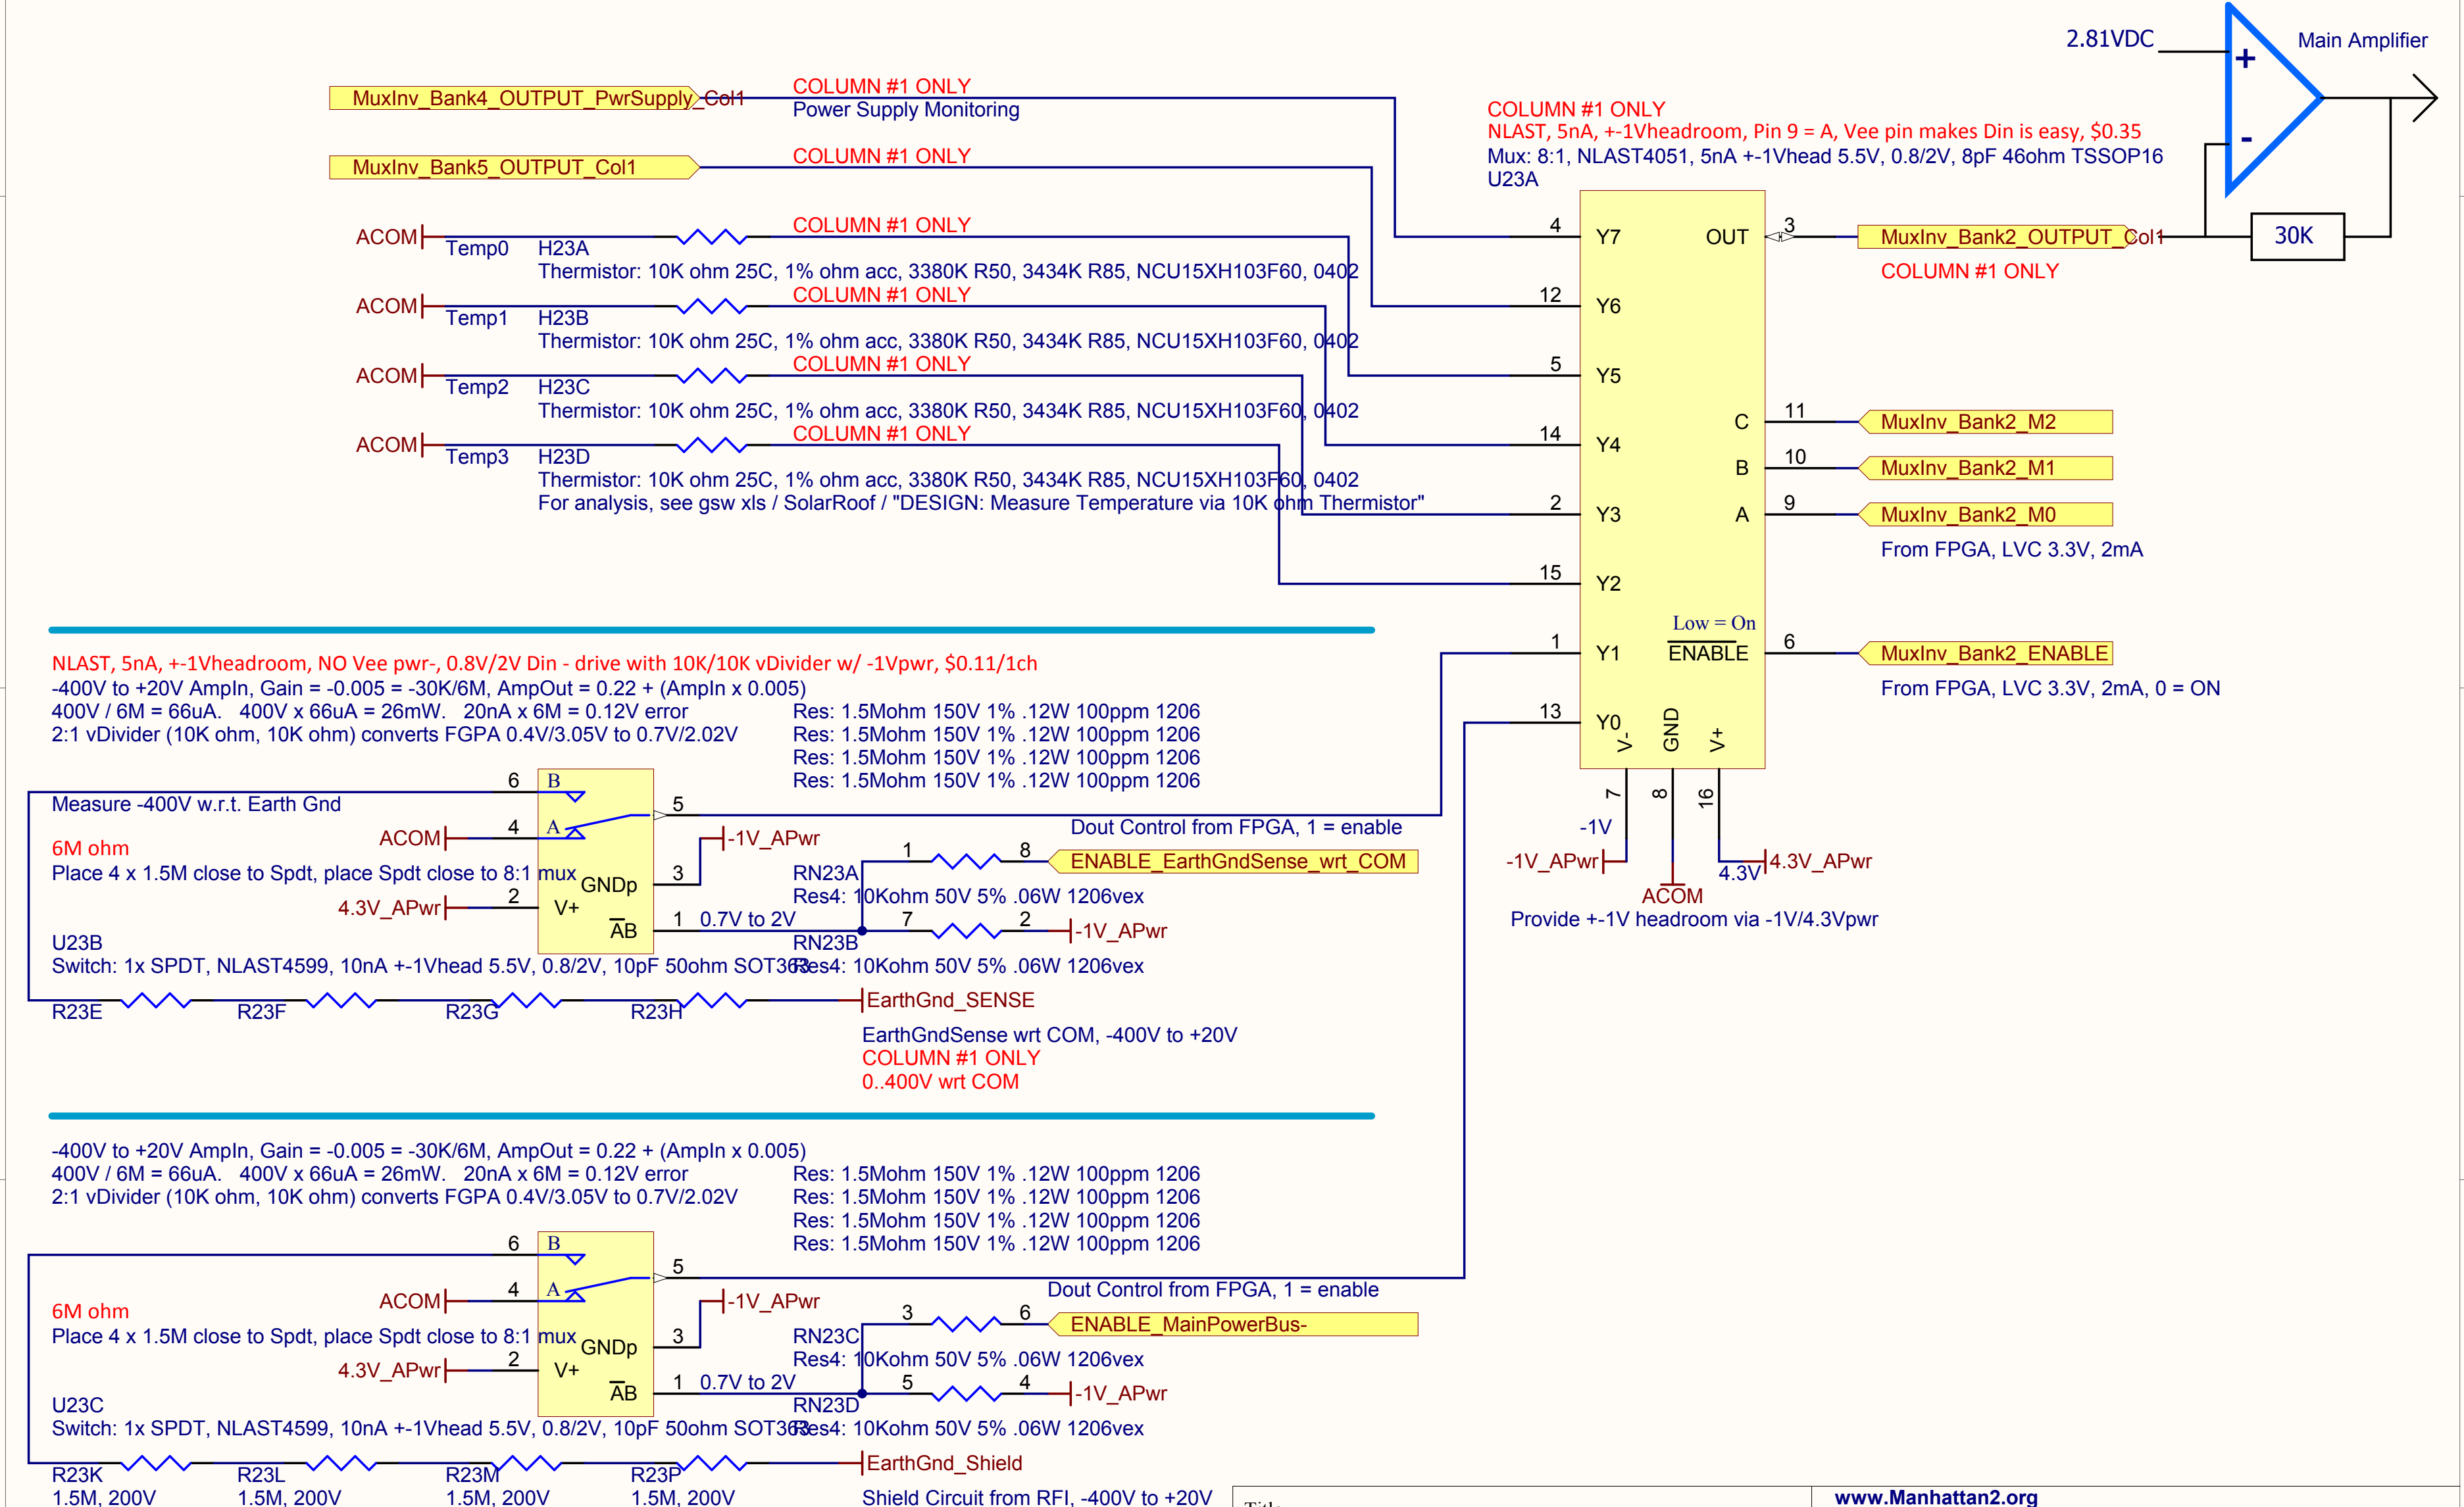 2.81VDC
+
Main Amplifier
-
30K
MuxInv_Bank4_OUTPUT_PwrSupply_Col1
COLUMN #1 ONLY
Power Supply Monitoring
MuxInv_Bank5_OUTPUT_Col1
COLUMN #1 ONLY
ACOM
Temp0
H23A
COLUMN #1 ONLY
Thermistor: 10K ohm 25C, 1% ohm acc, 3380K R50, 3434K R85, NCU15XH103F60, 0402
ACOM
Temp1
H23B
COLUMN #1 ONLY
Thermistor: 10K ohm 25C, 1% ohm acc, 3380K R50, 3434K R85, NCU15XH103F60, 0402
ACOM
Temp2
H23C
COLUMN #1 ONLY
Thermistor: 10K ohm 25C, 1% ohm acc, 3380K R50, 3434K R85, NCU15XH103F60, 0402
ACOM
Temp3
H23D
COLUMN #1 ONLY
Thermistor: 10K ohm 25C, 1% ohm acc, 3380K R50, 3434K R85, NCU15XH103F60, 0402
For analysis, see gsw xls / SolarRoof / "DESIGN: Measure Temperature via 10K ohm Thermistor"
COLUMN #1 ONLY
NLAST, 5nA, +-1Vheadroom, Pin 9 = A, Vee pin makes Din is easy, $0.35
Mux: 8:1, NLAST4051, 5nA +-1Vhead 5.5V, 0.8/2V, 8pF 46ohm TSSOP16
U23A
4 Y7
12 Y6
5 Y5
14 Y4
2 Y3
15 Y2
1 Y1
13 Y0
OUT 3
MuxInv_Bank2_OUTPUT_Col1
COLUMN #1 ONLY
C 11 MuxInv_Bank2_M2
B 10 MuxInv_Bank2_M1
A 9 MuxInv_Bank2_M0
From FPGA, LVC 3.3V, 2mA
Low = On
ENABLE 6 MuxInv_Bank2_ENABLE
From FPGA, LVC 3.3V, 2mA, 0 = ON
V- GND V+
7 8 16
-1V
-1V_APwr
ACOM
4.3V
4.3V_APwr
Provide +-1V headroom via -1V/4.3Vpwr
NLAST, 5nA, +-1Vheadroom, NO Vee pwr-, 0.8V/2V Din - drive with 10K/10K vDivider w/ -1Vpwr, $0.11/1ch
-400V to +20V AmpIn, Gain = -0.005 = -30K/6M, AmpOut = 0.22 + (AmpIn x 0.005)
400V / 6M = 66uA. 400V x 66uA = 26mW. 20nA x 6M = 0.12V error
2:1 vDivider (10K ohm, 10K ohm) converts FGPA 0.4V/3.05V to 0.7V/2.02V
Res: 1.5Mohm 150V 1% .12W 100ppm 1206
Res: 1.5Mohm 150V 1% .12W 100ppm 1206
Res: 1.5Mohm 150V 1% .12W 100ppm 1206
Res: 1.5Mohm 150V 1% .12W 100ppm 1206
6 B
Measure -400V w.r.t. Earth Gnd
5
ACOM 4 A
6M ohm
Place 4 x 1.5M close to Spdt, place Spdt close to 8:1 mux
4.3V_APwr 2 V+
GNDp 3
-1V_APwr
AB 1 0.7V to 2V
Dout Control from FPGA, 1 = enable
1 8 ENABLE_EarthGndSense_wrt_COM
RN23A
Res4: 10Kohm 50V 5% .06W 1206vex
7 2 -1V_APwr
RN23B
Res4: 10Kohm 50V 5% .06W 1206vex
U23B
Switch: 1x SPDT, NLAST4599, 10nA +-1Vhead 5.5V, 0.8/2V, 10pF 50ohm SOT363
R23E R23F R23G R23H
EarthGnd_SENSE
EarthGndSense wrt COM, -400V to +20V
COLUMN #1 ONLY
0..400V wrt COM
-400V to +20V AmpIn, Gain = -0.005 = -30K/6M, AmpOut = 0.22 + (AmpIn x 0.005)
400V / 6M = 66uA. 400V x 66uA = 26mW. 20nA x 6M = 0.12V error
2:1 vDivider (10K ohm, 10K ohm) converts FGPA 0.4V/3.05V to 0.7V/2.02V
Res: 1.5Mohm 150V 1% .12W 100ppm 1206
Res: 1.5Mohm 150V 1% .12W 100ppm 1206
Res: 1.5Mohm 150V 1% .12W 100ppm 1206
Res: 1.5Mohm 150V 1% .12W 100ppm 1206
6 B
5
ACOM 4 A
6M ohm
Place 4 x 1.5M close to Spdt, place Spdt close to 8:1 mux
4.3V_APwr 2 V+
GNDp 3
-1V_APwr
AB 1 0.7V to 2V
Dout Control from FPGA, 1 = enable
3 6 ENABLE_MainPowerBus-
RN23C
Res4: 10Kohm 50V 5% .06W 1206vex
5 4 -1V_APwr
RN23D
Res4: 10Kohm 50V 5% .06W 1206vex
U23C
Switch: 1x SPDT, NLAST4599, 10nA +-1Vhead 5.5V, 0.8/2V, 10pF 50ohm SOT363
R23K R23L R23M R23P
1.5M, 200V 1.5M, 200V 1.5M, 200V 1.5M, 200V
EarthGnd_Shield
Shield Circuit from RFI, -400V to +20V
Title
www.Manhattan2.org